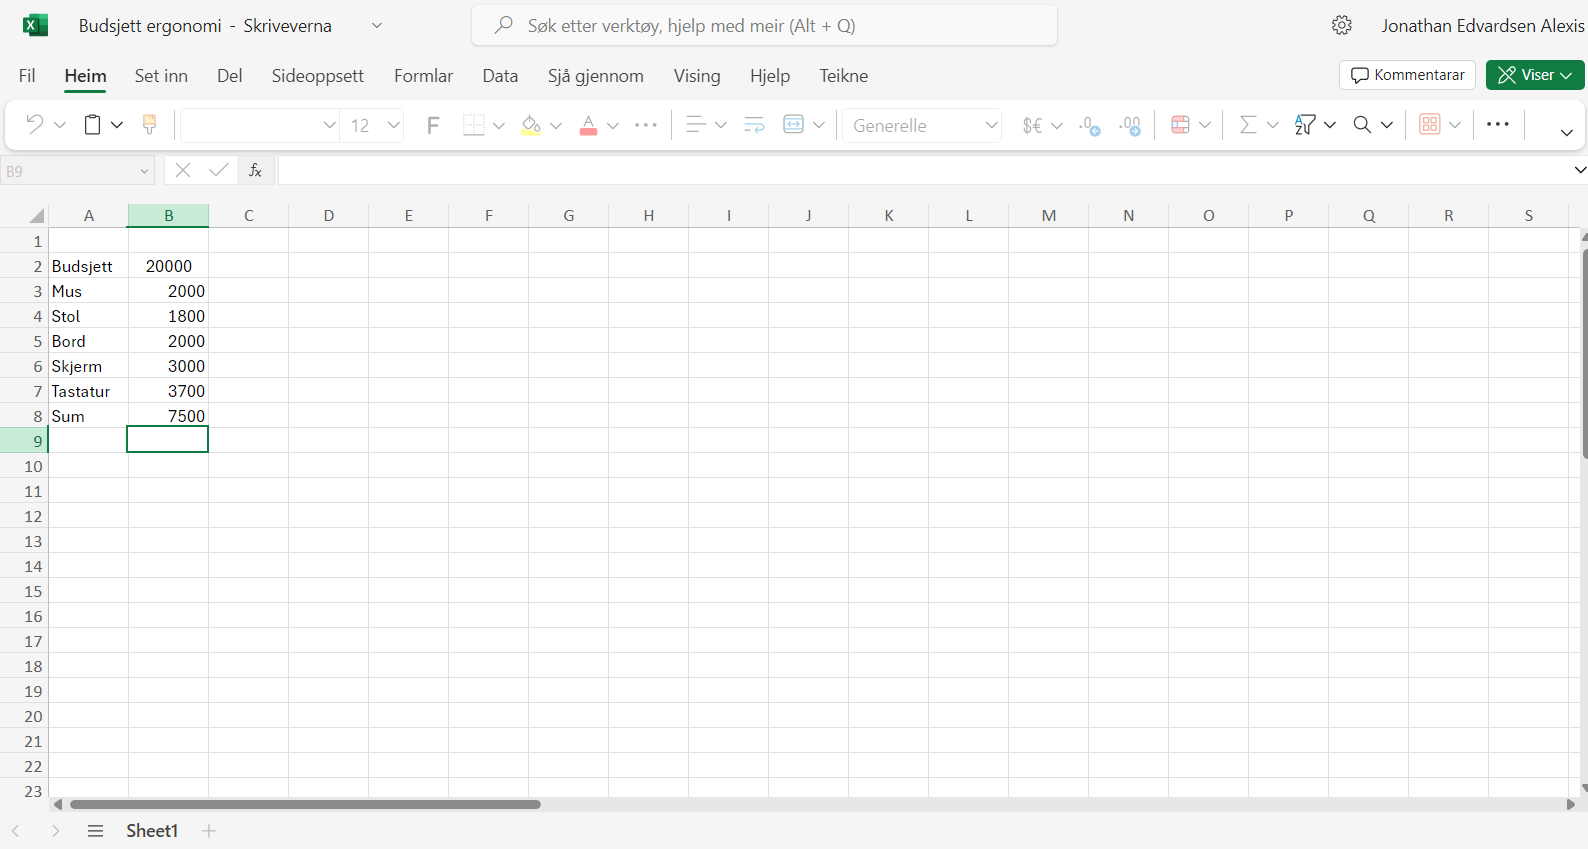 Budsjett ergonomi - Skriveverna
Søk etter verktøy, hjelp med meir (Alt + Q)
Jonathan Edvardsen Alexis
Fil Heim Set inn Del Sideoppsett Formlar Data Sjå gjennom Vising Hjelp Teikne
Kommentarar Viser
12 F A Generelle $€ .0 .00 Σ AZ ...
B9 fx
A B C D E F G H I J K L M N O P Q R S
1
2 Budsjett 20000
3 Mus 2000
4 Stol 1800
5 Bord 2000
6 Skjerm 3000
7 Tastatur 3700
8 Sum 7500
9
10
11
12
13
14
15
16
17
18
19
20
21
22
23
Sheet1